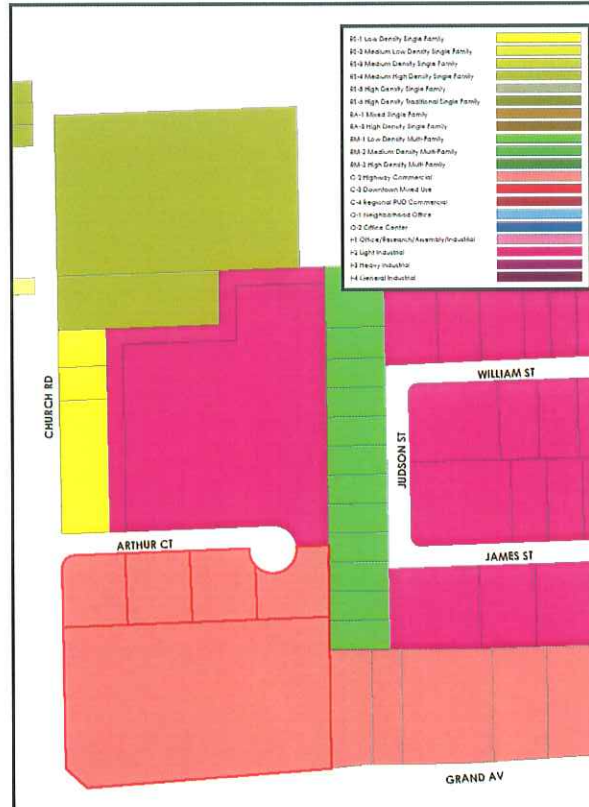 RS-1 Low Density Single Family
RS-2 Medium Low Density Single Family
RS-3 Medium Density Single Family
RS-4 Medium High Density Single Family
RS-5 High Density Single Family
RS-6 High Density Traditional Single Family
RA-1 Mixed Single Family
RA-2 High Density Single Family
RM-1 Low Density Multi-Family
RM-2 Medium Density Multi-Family
RM-3 High Density Multi Family
C-2 Highway Commercial
C-3 Downtown Mixed Use
C-4 Regional PUD Commercial
O-1 Neighborhood Office
O-2 Office Center
I-1 Office/Research/Assembly/Industrial
I-2 Light Industrial
I-3 Heavy Industrial
I-4 General Industrial
WILLIAM ST
CHURCH RD
JUDSON ST
ARTHUR CT
JAMES ST
GRAND AV